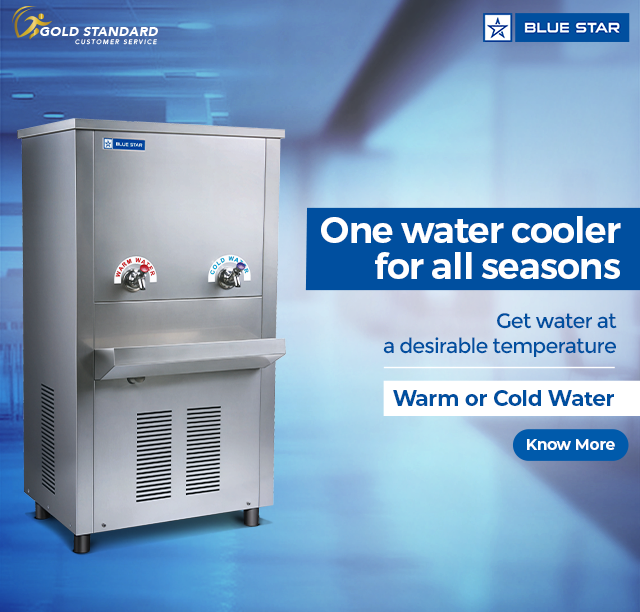 GOLD STANDARD
CUSTOMER SERVICE
BLUE STAR
BLUE STAR
WARM WATER
COLD WATER
One water cooler
for all seasons
Get water at
a desirable temperature
Warm or Cold Water
Know More